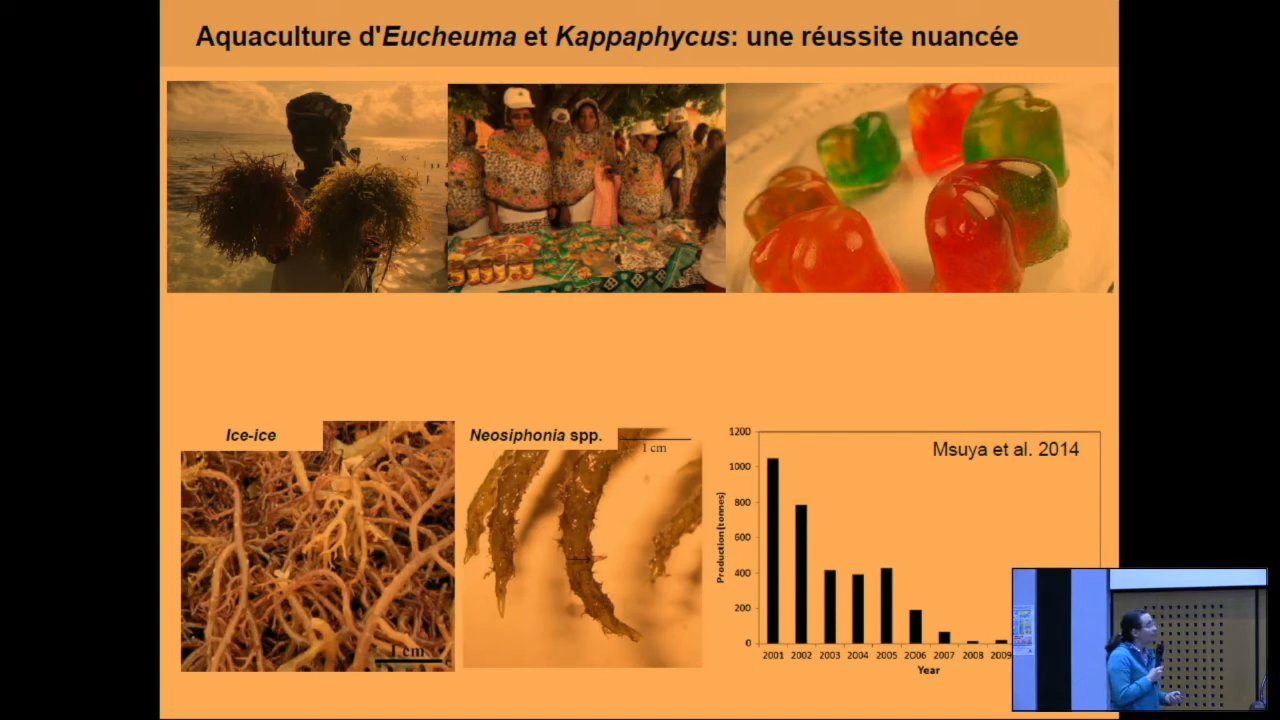 Aquaculture d'Eucheuma et Kappaphycus: une réussite nuancée
Ice-ice
1 cm
Neosiphonia spp.
1 cm
Msuya et al. 2014
Production (tonnes)
1200
1000
800
600
400
200
0
2001 2002 2003 2004 2005 2006 2007 2008 2009
Year